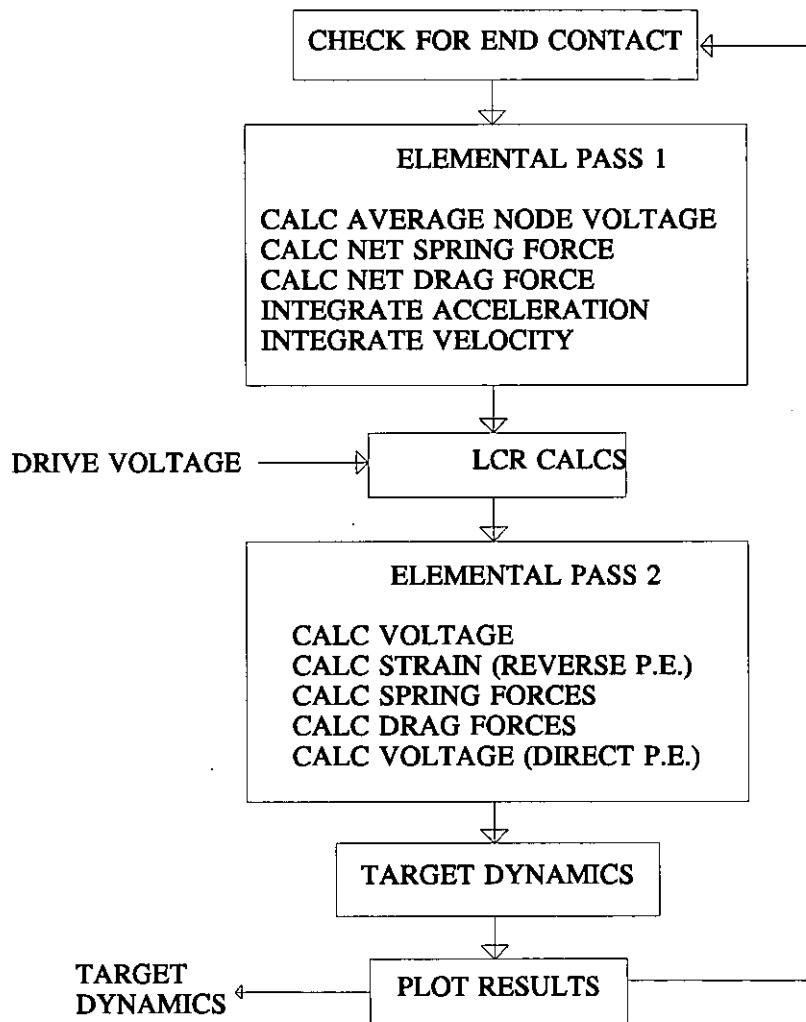 CHECK FOR END CONTACT
ELEMENTAL PASS 1
CALC AVERAGE NODE VOLTAGE
CALC NET SPRING FORCE
CALC NET DRAG FORCE
INTEGRATE ACCELERATION
INTEGRATE VELOCITY
DRIVE VOLTAGE
LCR CALCS
ELEMENTAL PASS 2
CALC VOLTAGE
CALC STRAIN (REVERSE P.E.)
CALC SPRING FORCES
CALC DRAG FORCES
CALC VOLTAGE (DIRECT P.E.)
TARGET DYNAMICS
TARGET
DYNAMICS
PLOT RESULTS